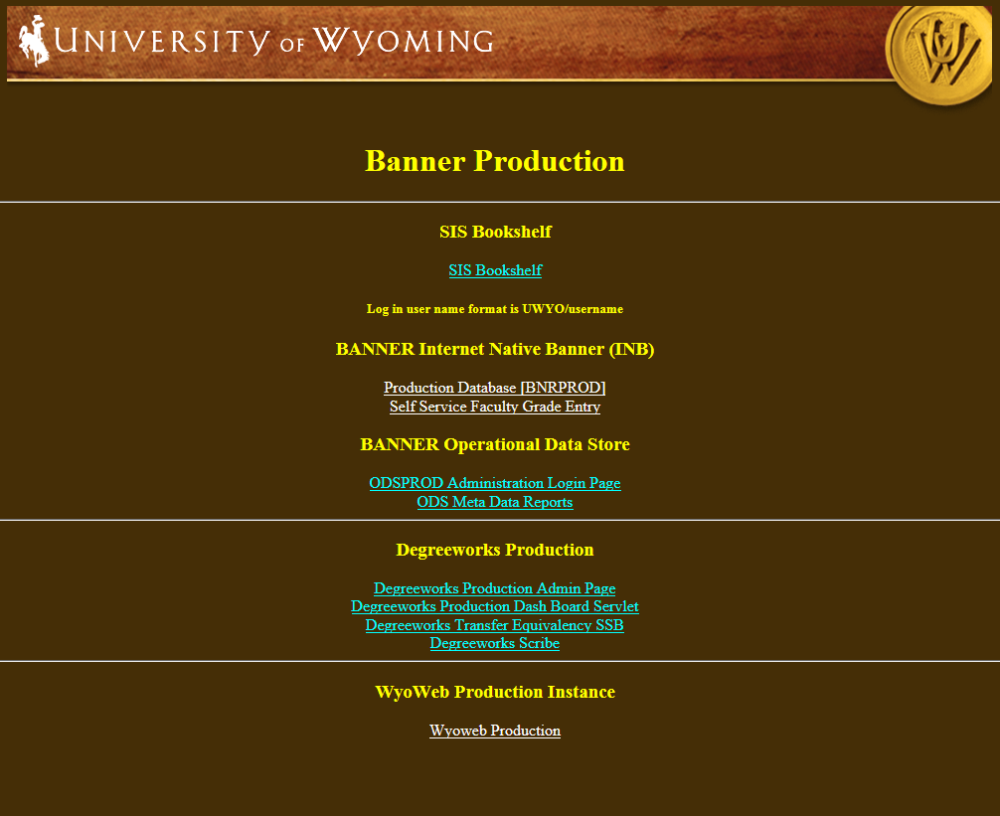 UNIVERSITY OF WYOMING
UW
Banner Production
SIS Bookshelf
SIS Bookshelf
Log in user name format is UWYO/username
BANNER Internet Native Banner (INB)
Production Database [BNRPROD]
Self Service Faculty Grade Entry
BANNER Operational Data Store
ODSPROD Administration Login Page
ODS Meta Data Reports
Degreeworks Production
Degreeworks Production Admin Page
Degreeworks Production Dash Board Servlet
Degreeworks Transfer Equivalency SSB
Degreeworks Scribe
WyoWeb Production Instance
Wyoweb Production